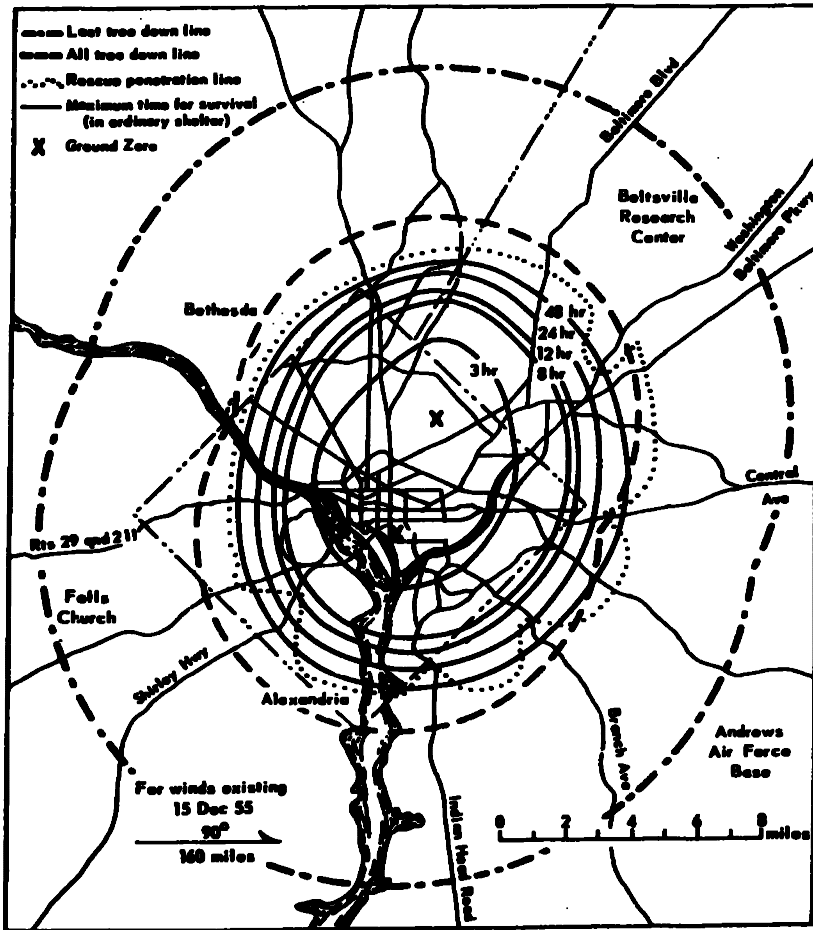 Last tree down line
All tree down line
Rescue penetration line
Maximum time for survival
(in ordinary shelter)
X Ground Zero
Baltimore Blvd
Beltsville
Research
Center
Washington
Baltimore Pkwy
Bethesda
48 hr
24 hr
12 hr
8 hr
3 hr
X
X
Central
Ave
Rts 29 and 211
Falls
Church
Shirley Hwy
Alexandria
Branch Ave
Andrews
Air Force
Base
For winds existing
15 Dec 55
90°
160 miles
Indian Head Road
0 2 4 6 8 miles